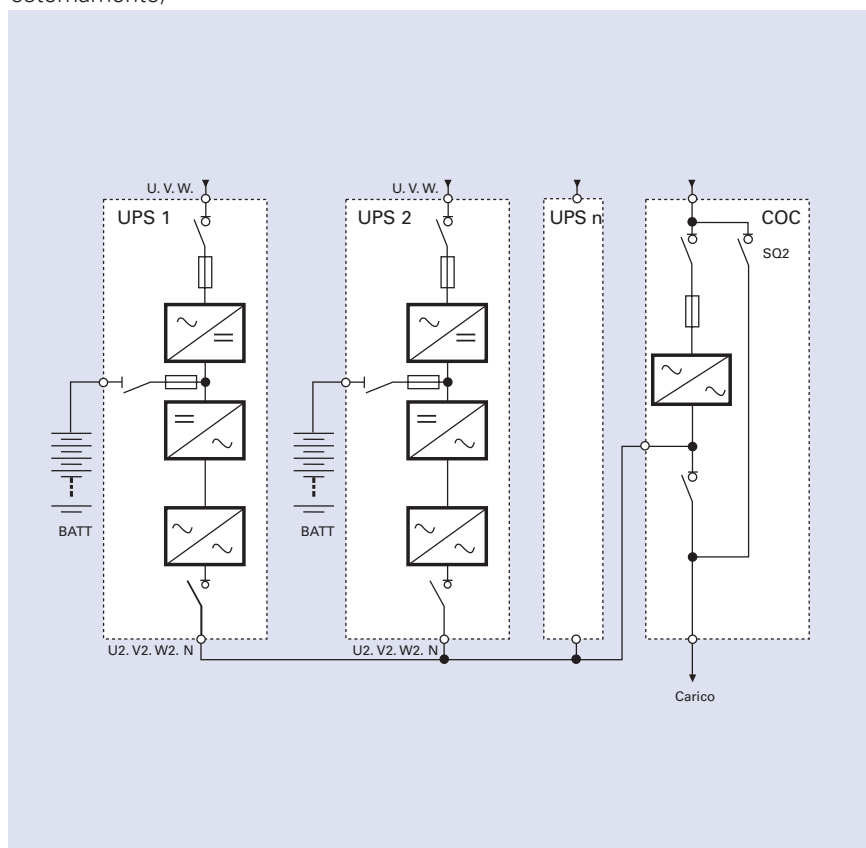 U. V. W.
U. V. W.
UPS 1
UPS 2
UPS n
COC
SQ2
BATT
BATT
U2. V2. W2. N
U2. V2. W2. N
Carico